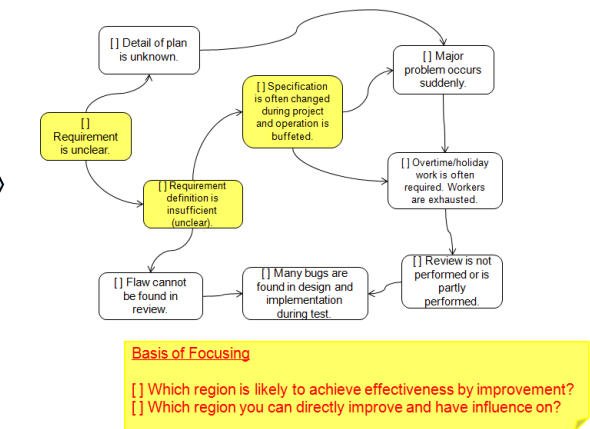 [ ] Detail of plan
is unknown.
[ ] Major
problem occurs
suddenly.
[ ] Specification
is often changed
during project
and operation is
buffeted.
[ ]
Requirement
is unclear.
[ ] Overtime/holiday
work is often
required. Workers
are exhausted.
[ ] Requirement
definition is
insufficient
(unclear).
[ ] Flaw cannot
be found in
review.
[ ] Many bugs are
found in design and
implementation
during test.
[ ] Review is not
performed or is
partly
performed.
Basis of Focusing
[ ] Which region is likely to achieve effectiveness by improvement?
[ ] Which region you can directly improve and have influence on?